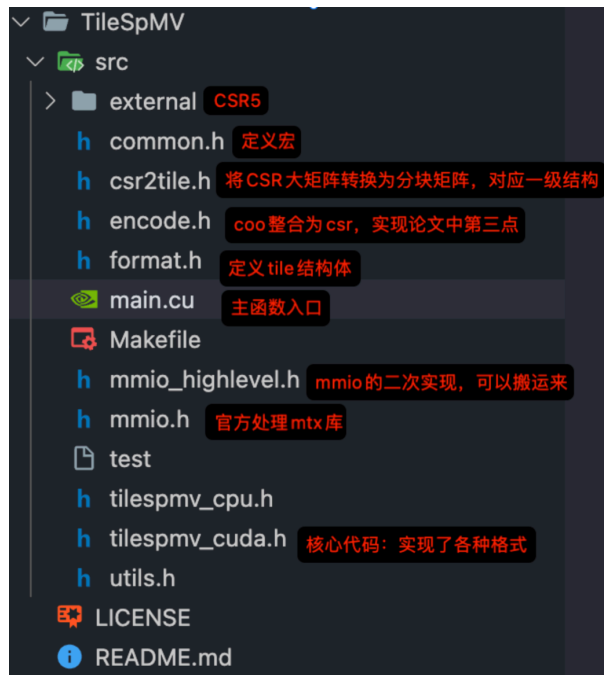 TileSpMV
src
external CSR5
common.h 定义宏
csr2tile.h 将CSR大矩阵转换为分块矩阵，对应一级结构
encode.h coo整合为csr，实现论文中第三点
format.h 定义tile结构体
main.cu 主函数入口
Makefile
mmio_highlevel.h mmio的二次实现，可以搬运来
mmio.h 官方处理mtx库
test
tilespmv_cpu.h
tilespmv_cuda.h 核心代码：实现了各种格式
utils.h
LICENSE
README.md